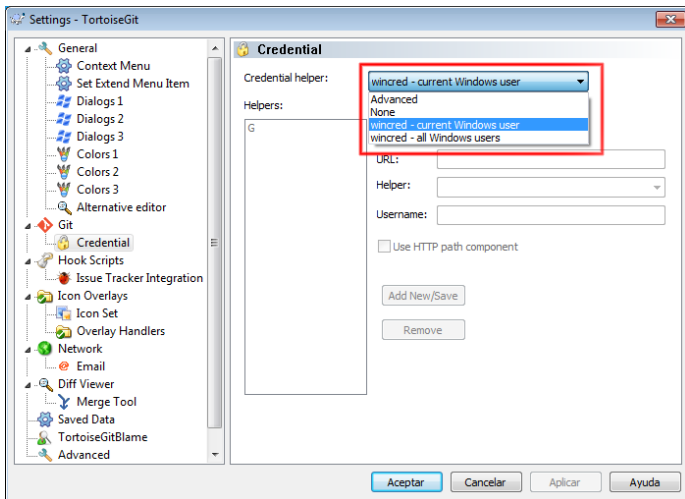 Settings - TortoiseGit
General
Context Menu
Set Extend Menu Item
Dialogs 1
Dialogs 2
Dialogs 3
Colors 1
Colors 2
Colors 3
Alternative editor
Git
Credential
Hook Scripts
Issue Tracker Integration
Icon Overlays
Icon Set
Overlay Handlers
Network
Email
Diff Viewer
Merge Tool
Saved Data
TortoiseGitBlame
Advanced
Credential
Credential helper:
wincred - current Windows user
Advanced
None
wincred - current Windows user
wincred - all Windows users
Helpers:
G
URL:
Helper:
Username:
Use HTTP path component
Add New/Save
Remove
Aceptar
Cancelar
Aplicar
Ayuda